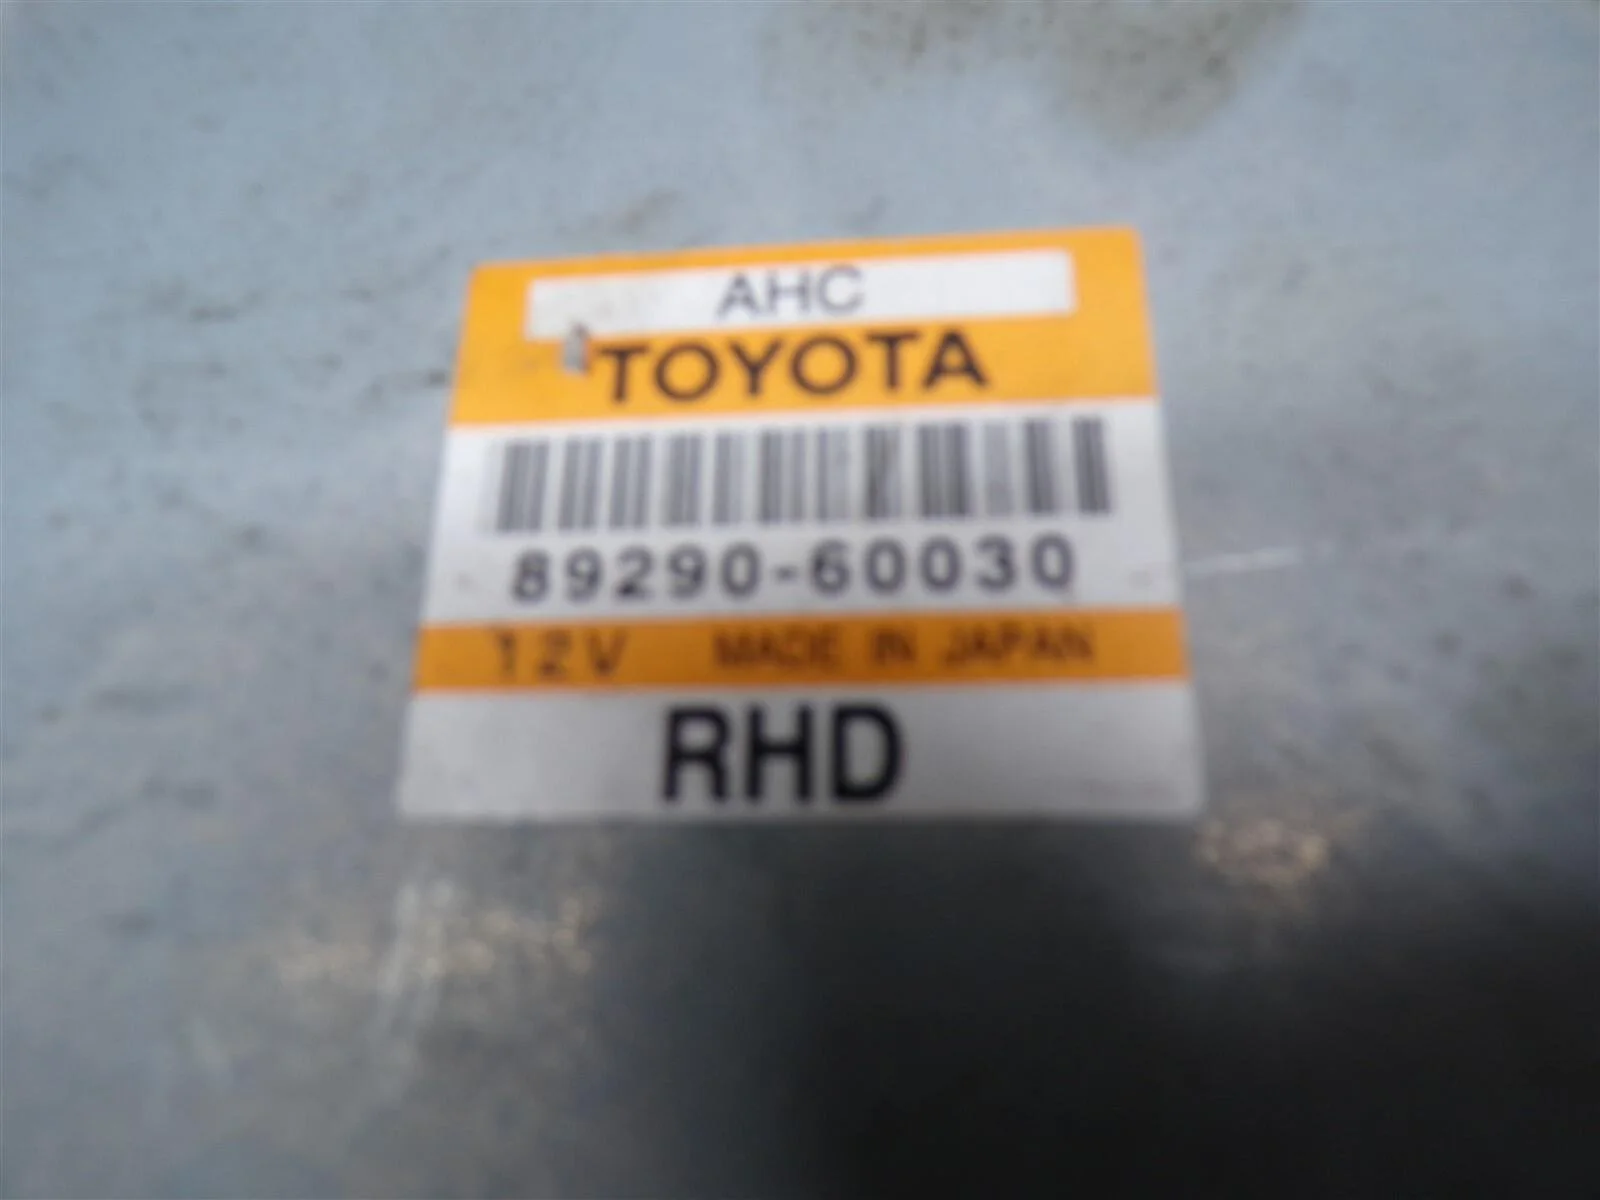 AHC
TOYOTA
89290-60030
12V MADE IN JAPAN
RHD